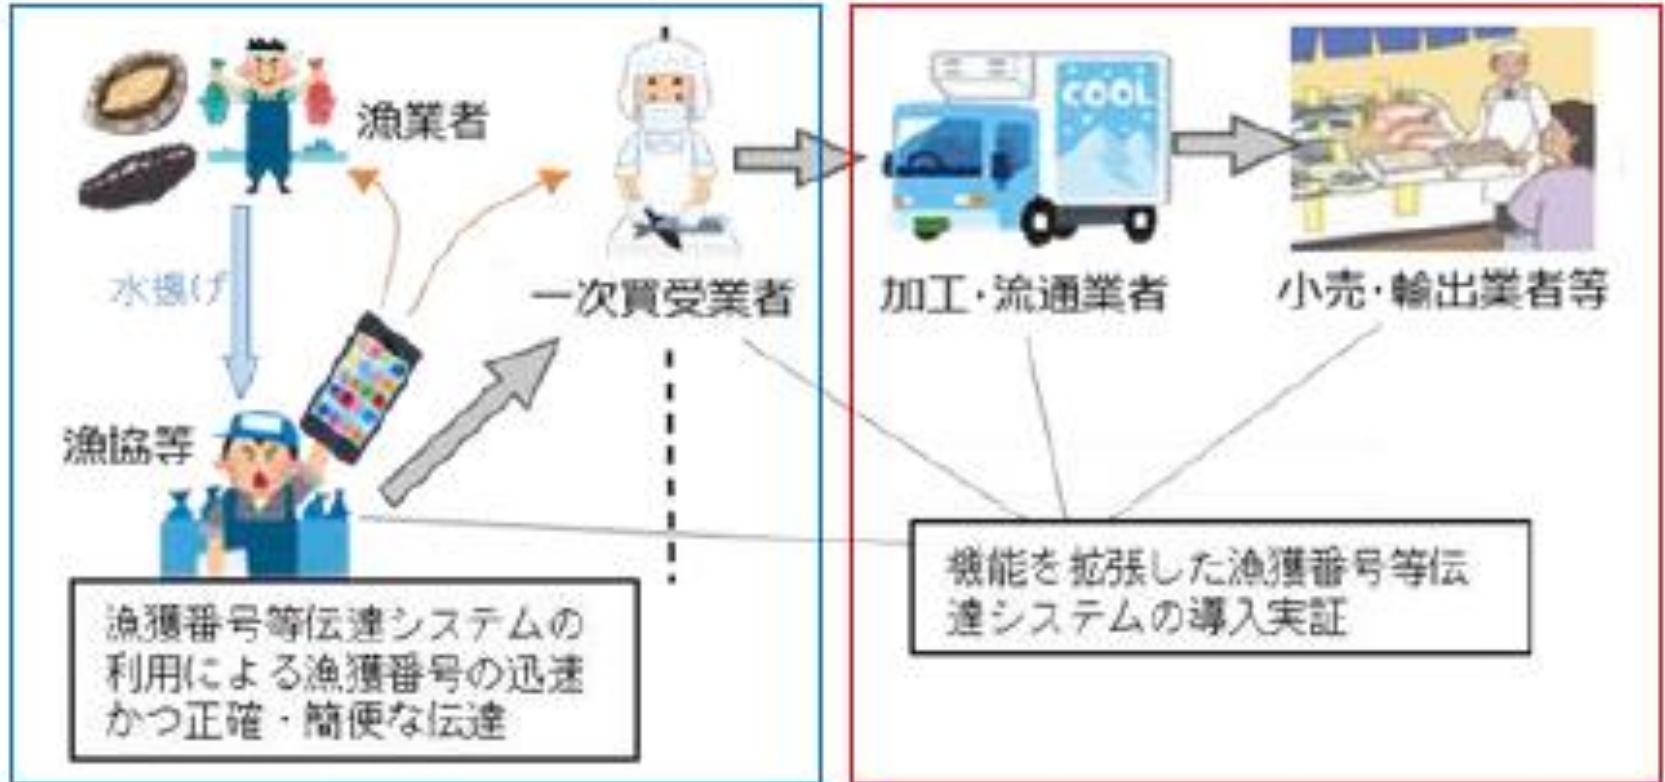 漁業者
水揚げ
漁協等
一次買受業者
COOL
加工・流通業者
小売・輸出業者等
漁獲番号等伝達システムの
利用による漁獲番号の迅速
かつ正確・簡便な伝達
機能を拡張した漁獲番号等伝
達システムの導入実証